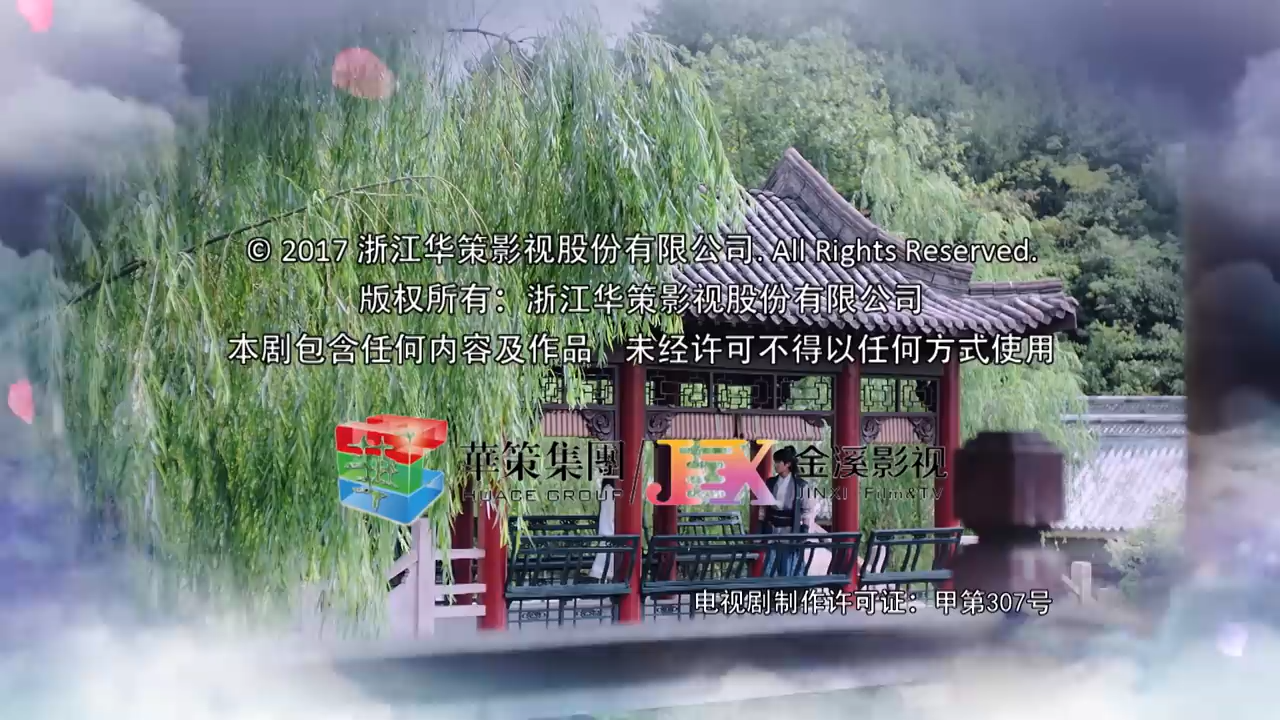 © 2017 浙江华策影视股份有限公司. All Rights Reserved.
版权所有：浙江华策影视股份有限公司
本剧包含任何内容及作品　未经许可不得以任何方式使用
華策集團
HUACE GROUP
金溪影视
JINXI Film&TV
电视剧制作许可证：甲第307号